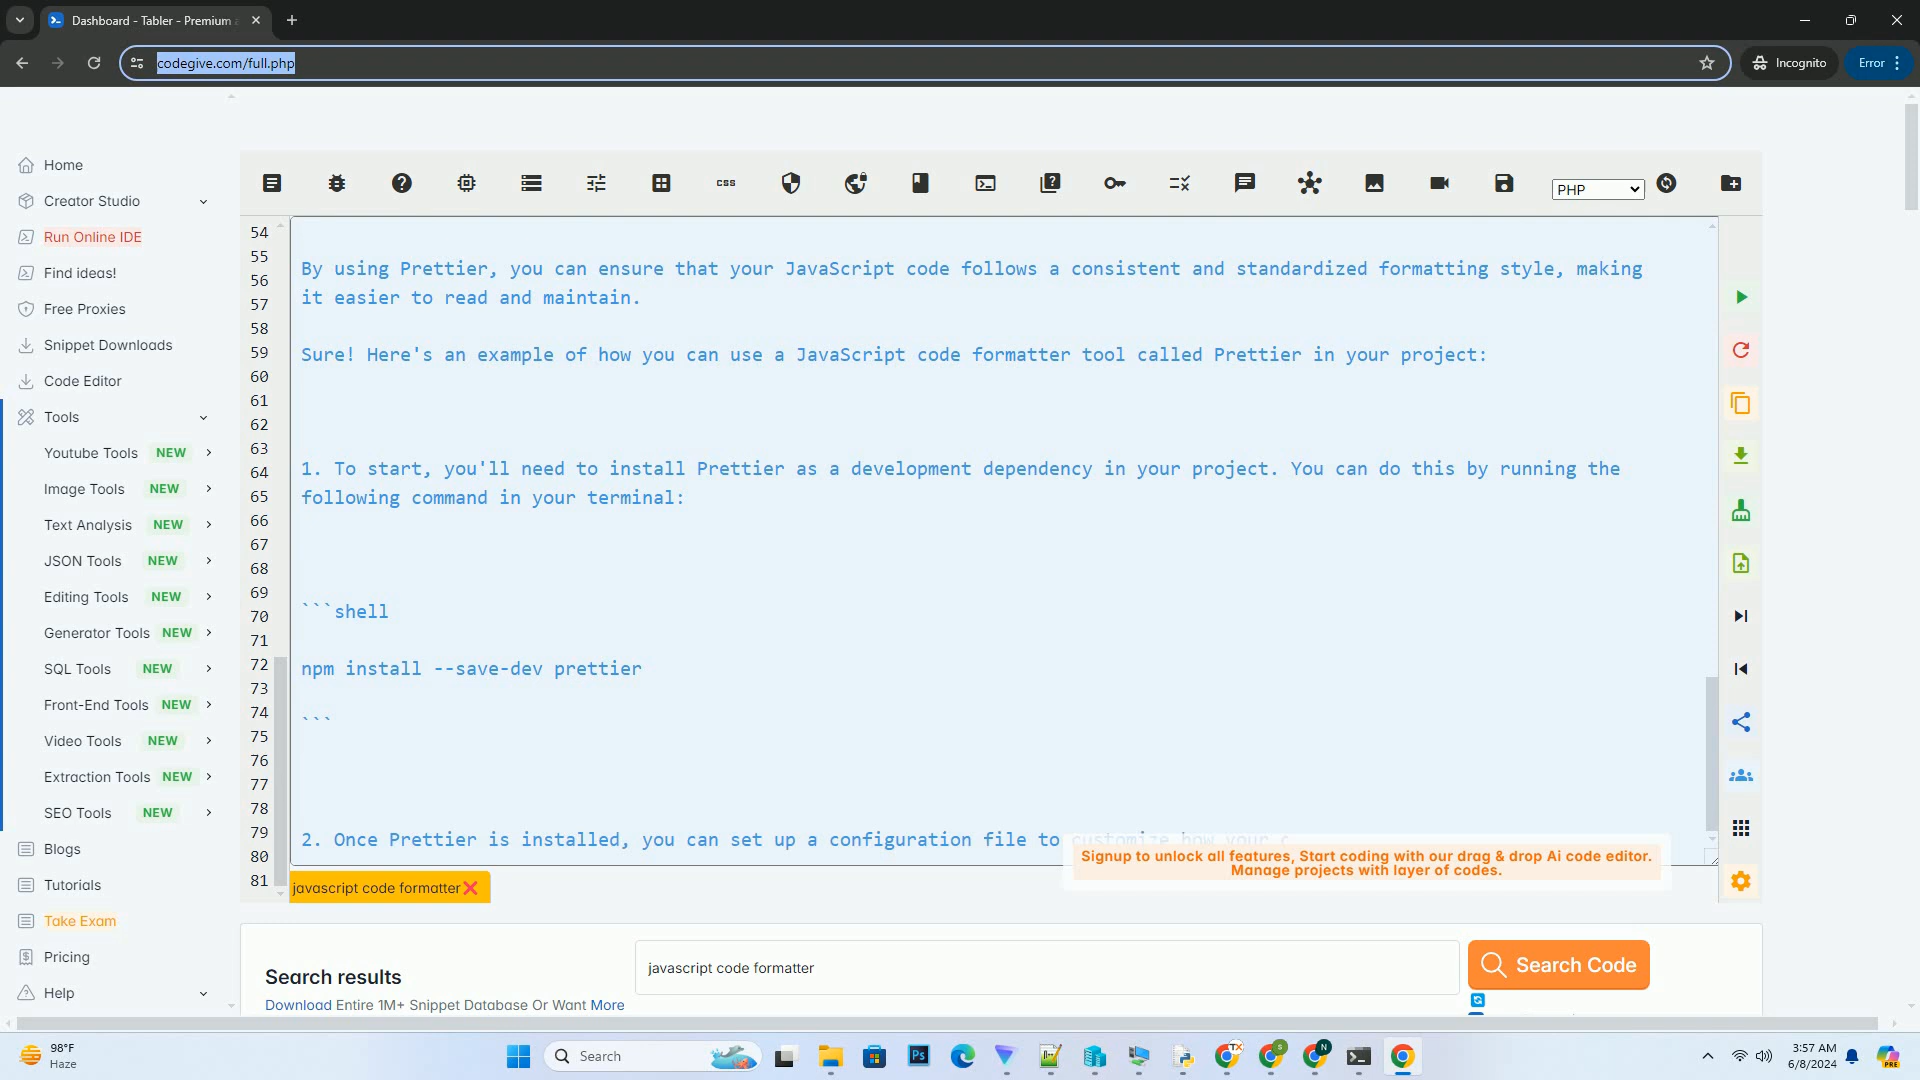 Dashboard - Tabler - Premium
codegive.com/full.php
Incognito
Error
Home
Creator Studio
Run Online IDE
Find ideas!
Free Proxies
Snippet Downloads
Code Editor
Tools
Youtube Tools NEW
Image Tools NEW
Text Analysis NEW
JSON Tools NEW
Editing Tools NEW
Generator Tools NEW
SQL Tools NEW
Front-End Tools NEW
Video Tools NEW
Extraction Tools NEW
SEO Tools NEW
Blogs
Tutorials
Take Exam
Pricing
Help
css
PHP
54
55
56
57
58
59
60
61
62
63
64
65
66
67
68
69
70
71
72
73
74
75
76
77
78
79
80
81
By using Prettier, you can ensure that your JavaScript code follows a consistent and standardized formatting style, making
it easier to read and maintain.
Sure! Here's an example of how you can use a JavaScript code formatter tool called Prettier in your project:
1. To start, you'll need to install Prettier as a development dependency in your project. You can do this by running the
following command in your terminal:
```shell
npm install --save-dev prettier
```
2. Once Prettier is installed, you can set up a configuration file to customize how your c
Signup to unlock all features, Start coding with our drag & drop Ai code editor.
Manage projects with layer of codes.
javascript code formatter
Search results
javascript code formatter
Search Code
Download Entire 1M+ Snippet Database Or Want More
98°F
Haze
Search
3:57 AM
6/8/2024